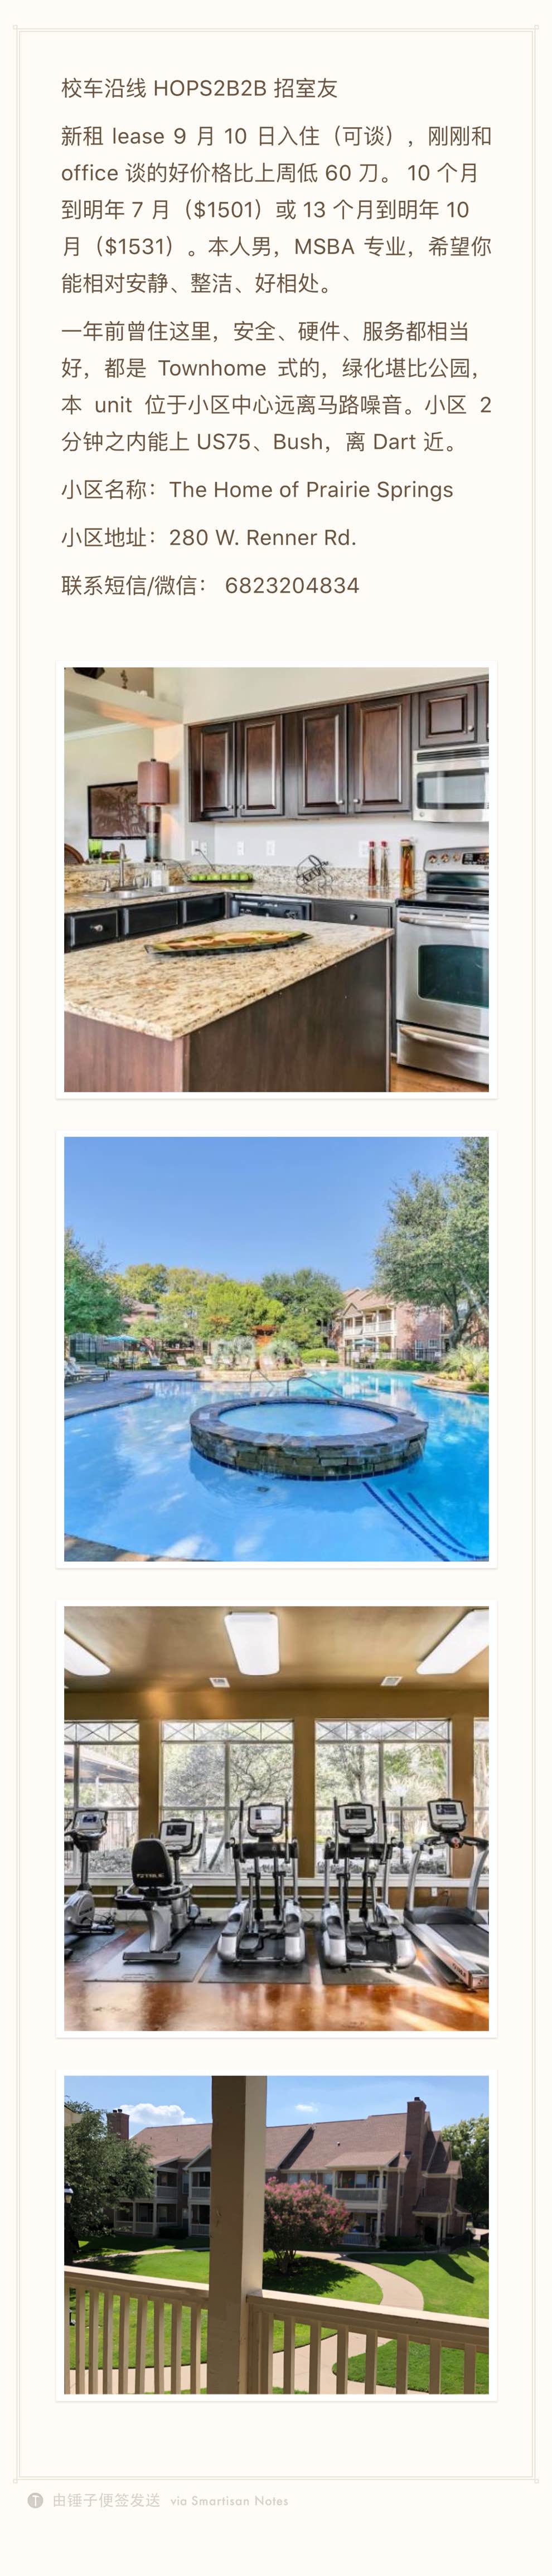 校车沿线 HOPS2B2B 招室友
新租 lease 9 月 10 日入住（可谈），刚刚和
office 谈的好价格比上周低 60 刀。 10 个月
到明年 7 月（$1501）或 13 个月到明年 10
月（$1531）。本人男，MSBA 专业，希望你
能相对安静、整洁、好相处。
一年前曾住这里，安全、硬件、服务都相当
好，都是 Townhome 式的，绿化堪比公园，
本 unit 位于小区中心远离马路噪音。小区 2
分钟之内能上 US75、Bush，离 Dart 近。
小区名称：The Home of Prairie Springs
小区地址：280 W. Renner Rd.
联系短信/微信： 6823204834
由锤子便签发送 via Smartisan Notes